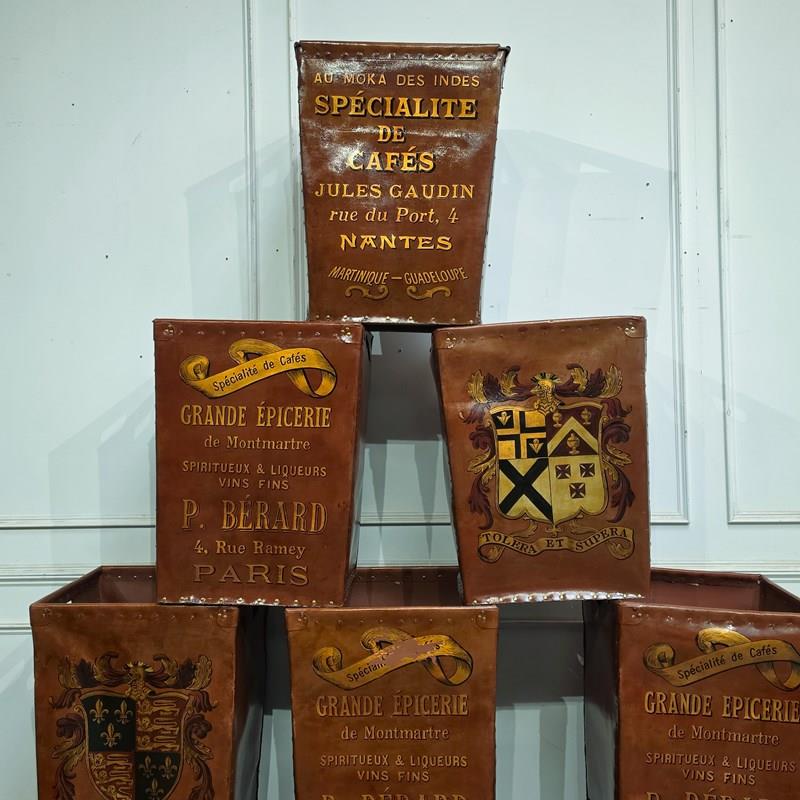 AU MOKA DES INDES
SPÉCIALITE
DE
CAFÉS
JULES GAUDIN
rue du Port, 4
NANTES
MARTINIQUE — GUADELOUPE
Spécialité de Cafés
GRANDE ÉPICERIE
de Montmartre
SPIRITUEUX & LIQUEURS
VINS FINS
P. BÉRARD
4, Rue Ramey
PARIS
TOLERA ET SUPERA
GRANDE ÉPICERIE
de Montmartre
SPIRITUEUX & LIQUEURS
VINS FINS
P. BÉRARD
Spécialité de Cafés
GRANDE EPICERIE
de Montmartre
SPIRITUEUX & LIQUEURS
VINS FINS